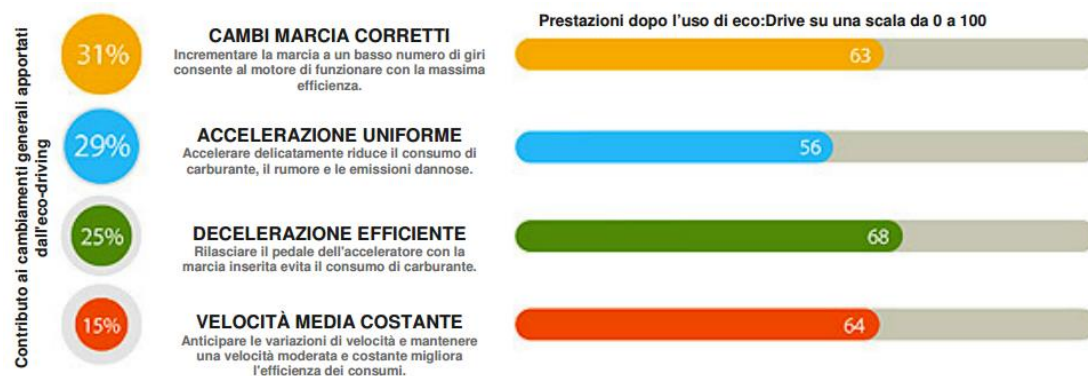 Contributo ai cambiamenti generali apportati
dall'eco-driving
Prestazioni dopo l'uso di eco:Drive su una scala da 0 a 100
31%
CAMBI MARCIA CORRETTI
Incrementare la marcia a un basso numero di giri
consente al motore di funzionare con la massima
efficienza.
63
29%
ACCELERAZIONE UNIFORME
Accelerare delicatamente riduce il consumo di
carburante, il rumore e le emissioni dannose.
56
25%
DECELERAZIONE EFFICIENTE
Rilasciare il pedale dell'acceleratore con la
marcia inserita evita il consumo di carburante.
68
15%
VELOCITÀ MEDIA COSTANTE
Anticipare le variazioni di velocità e mantenere
una velocità moderata e costante migliora
l'efficienza dei consumi.
64